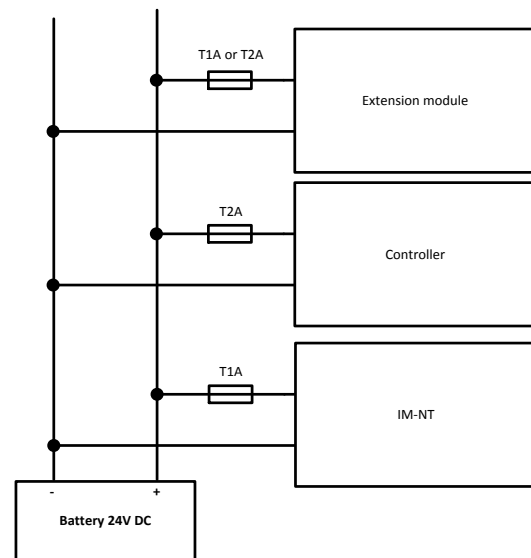 T1A or T2A
Extension module
T2A
Controller
T1A
IM-NT
- +
Battery 24V DC